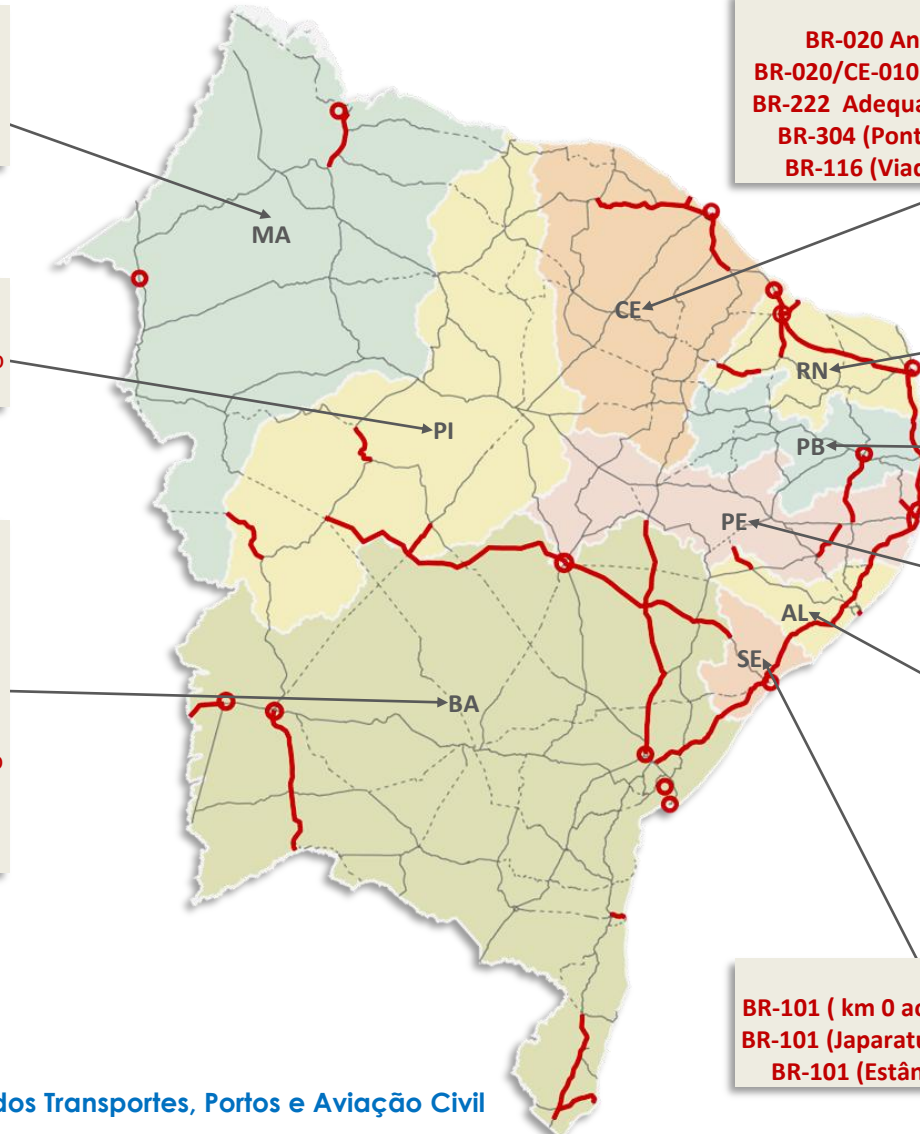 BR-020 An
BR-020/CE-010
BR-222 Adequa
BR-304 (Pont
BR-116 (Viad
MA
CE
RN
PI
PB
PE
AL
SE
BA
BR-101 ( km 0 ao
BR-101 (Japaratu
BR-101 (Estân
dos Transportes, Portos e Aviação Civil